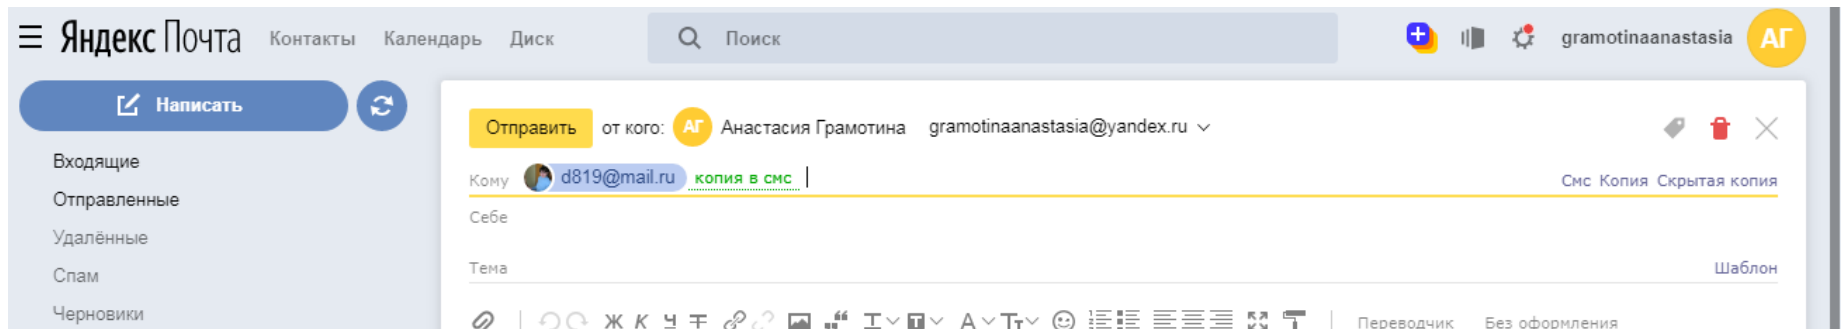 Яндекс Почта Контакты Календарь Диск Поиск gramotinaanastasia АГ
Написать
Отправить от кого: АГ Анастасия Грамотина gramotinaanastasia@yandex.ru
Входящие
Кому d819@mail.ru копия в смс Смс Копия Скрытая копия
Отправленные
Себе
Удалённые
Тема Шаблон
Спам
Черновики
Ж К Ч Т Переводчик Без оформления